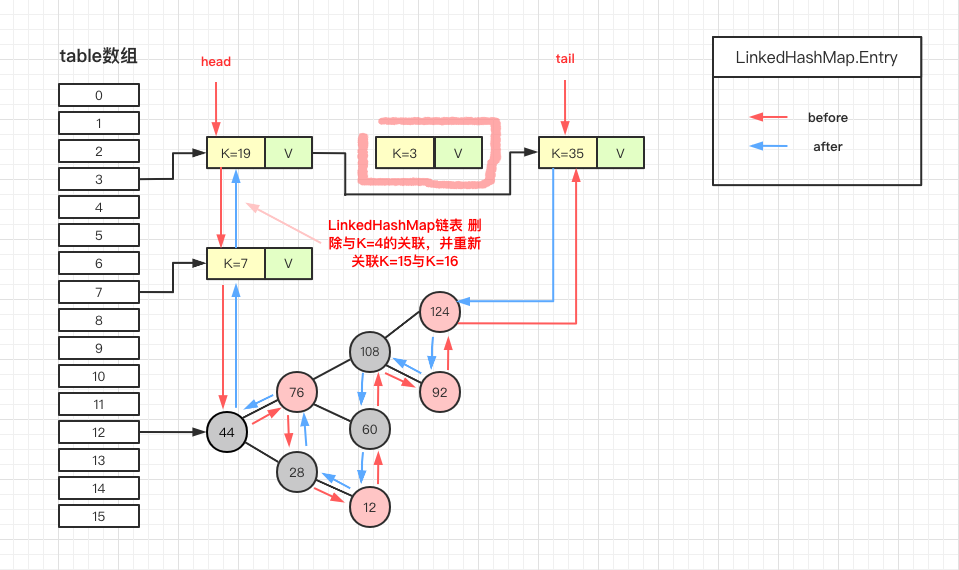 table数组
head
tail
LinkedHashMap.Entry
before
after
0
1
2
3
4
5
6
7
8
9
10
11
12
13
14
15
K=19 V
K=3 V
K=35 V
LinkedHashMap链表 删
除与K=4的关联，并重新
关联K=15与K=16
K=7 V
124
108
76
92
44
60
28
12